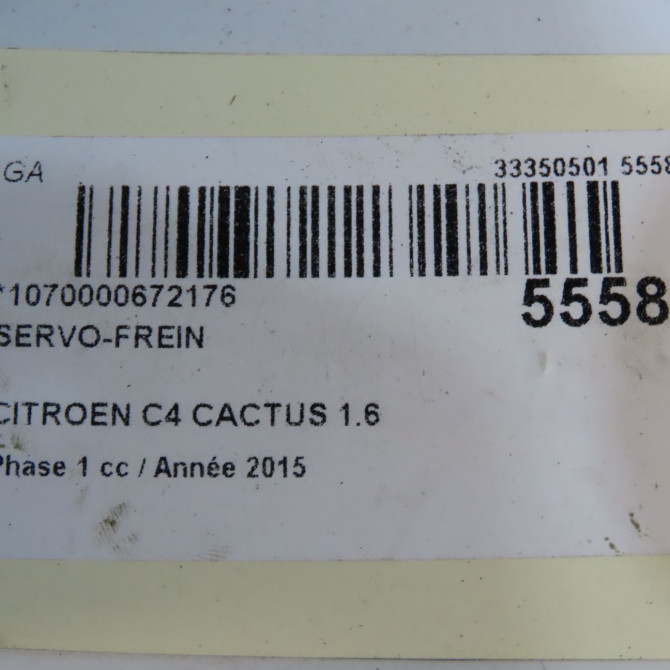 GA
33350501 5558
*1070000672176
5558
SERVO-FREIN
CITROEN C4 CACTUS 1.6
Phase 1 cc / Année 2015